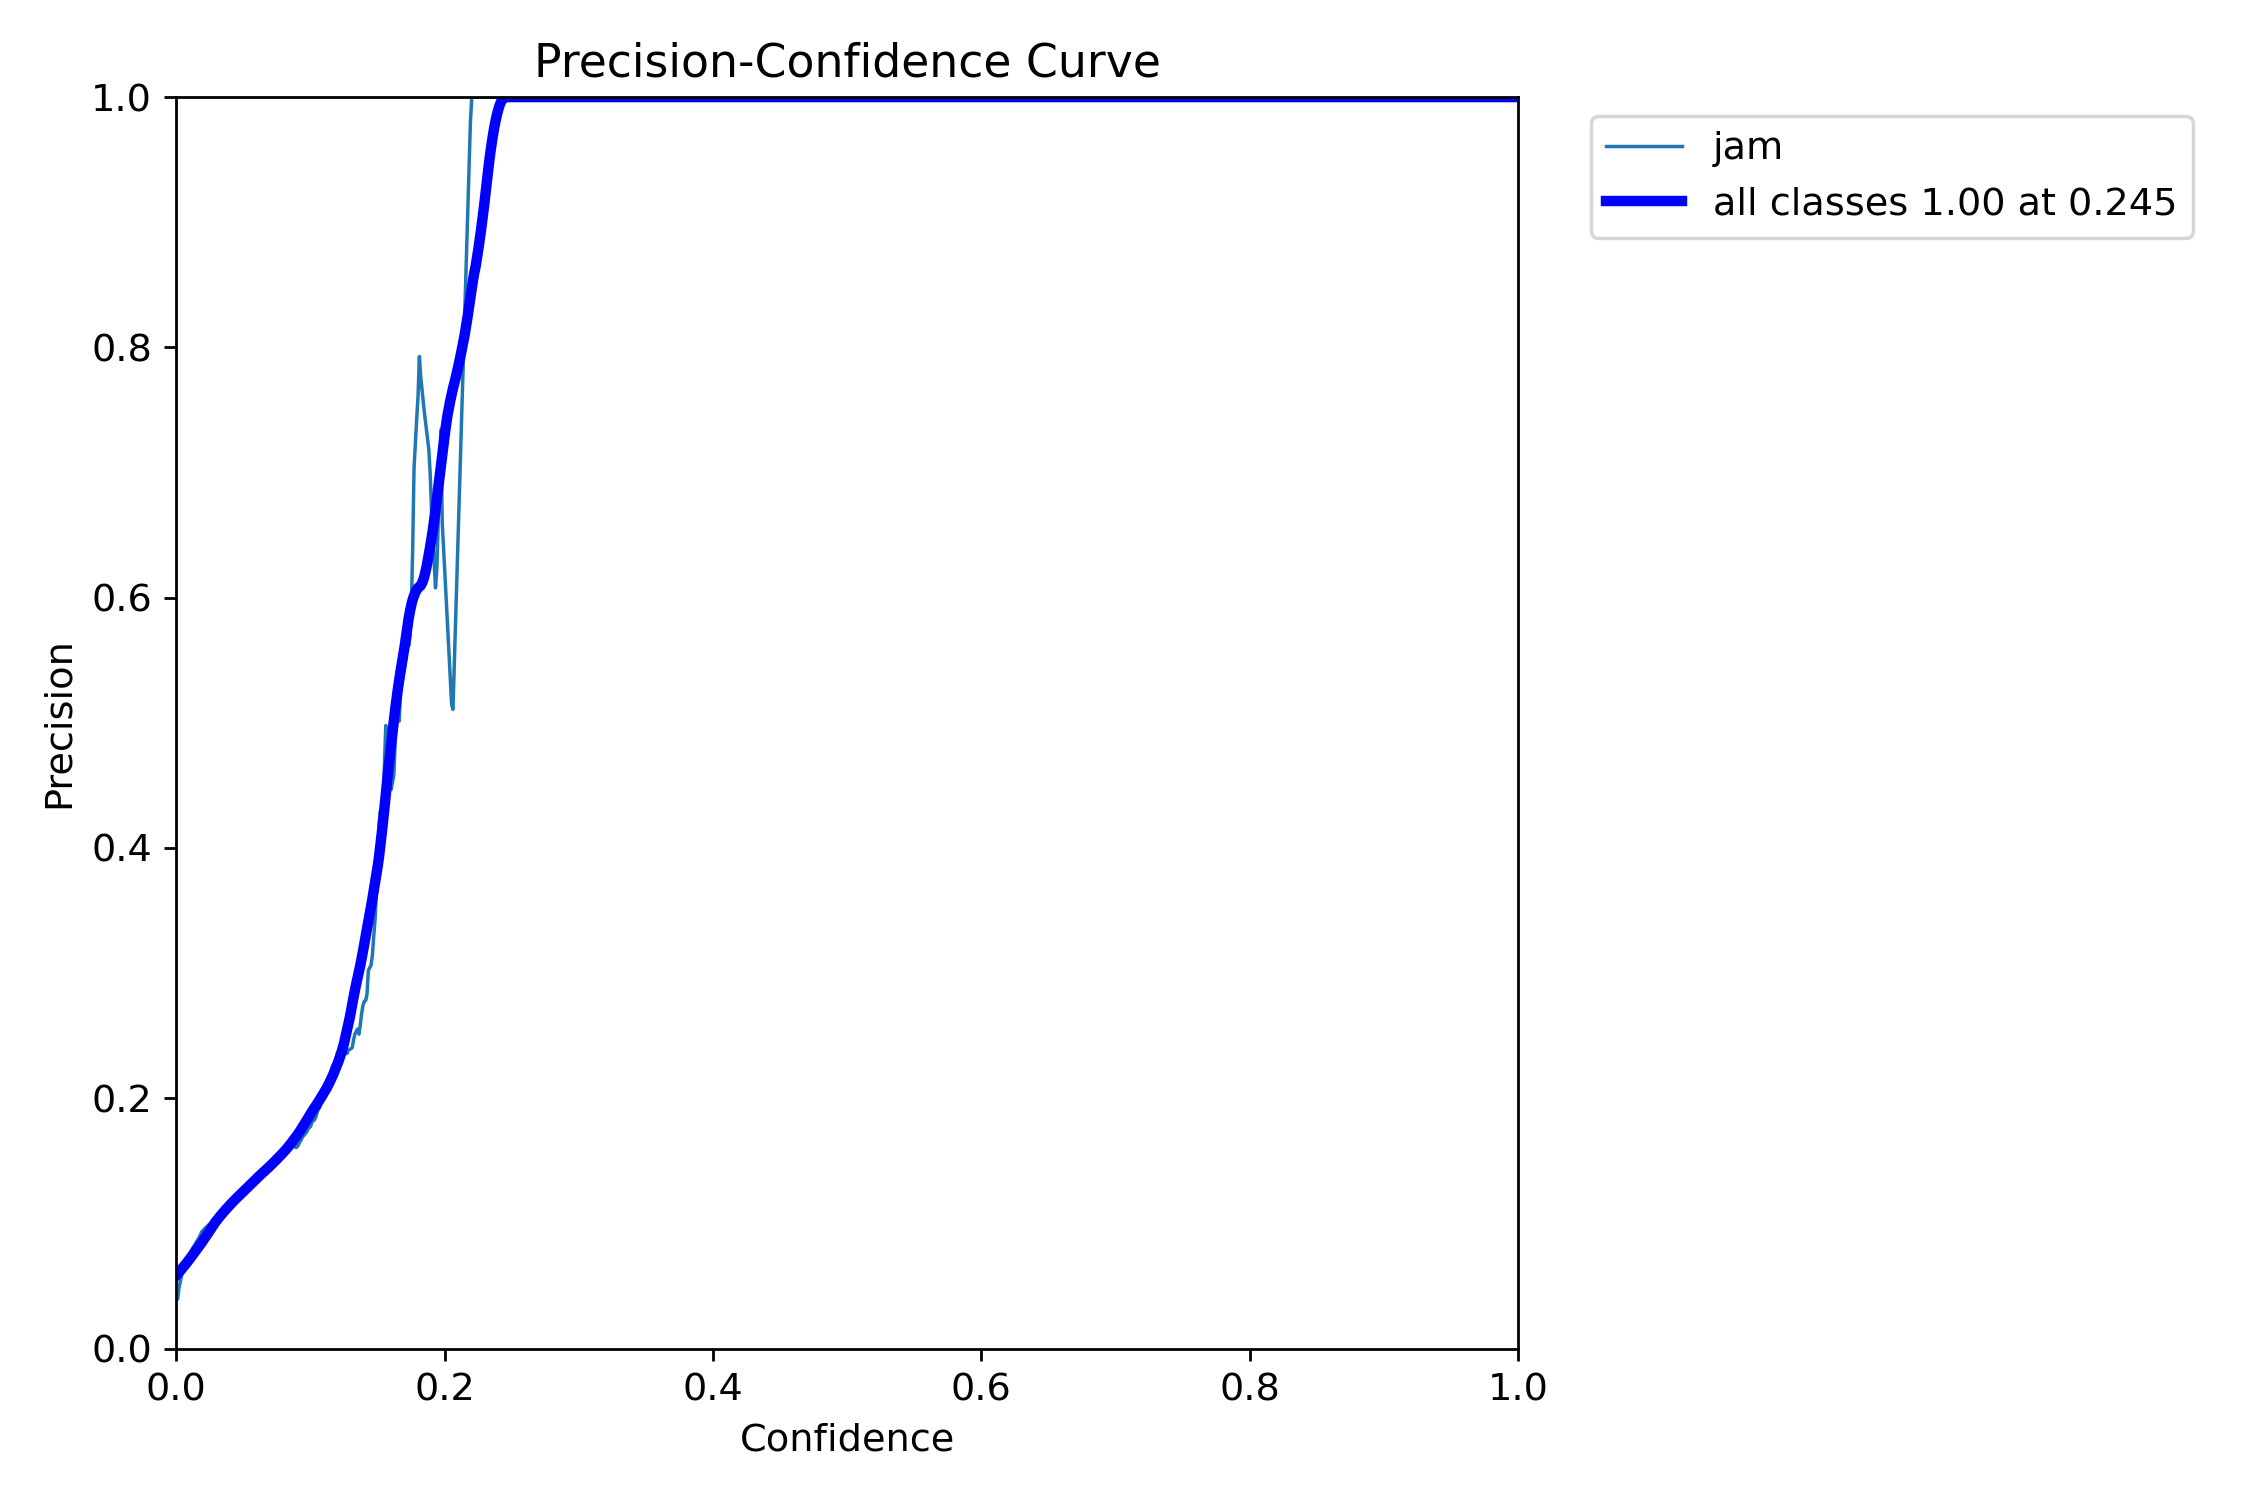 Precision-Confidence Curve
jam
all classes 1.00 at 0.245
Precision
1.0
0.8
0.6
0.4
0.2
0.0
0.0 0.2 0.4 0.6 0.8 1.0
Confidence